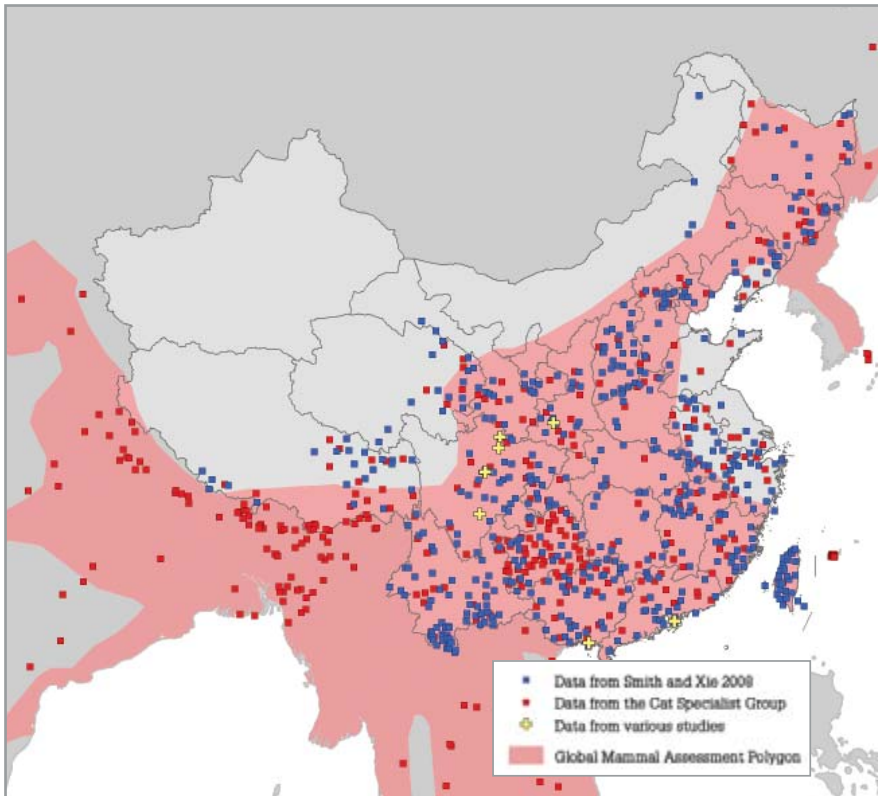 Data from Smith and Xie 2008
Data from the Cat Specialist Group
Data from various studies
Global Mammal Assessment Polygon